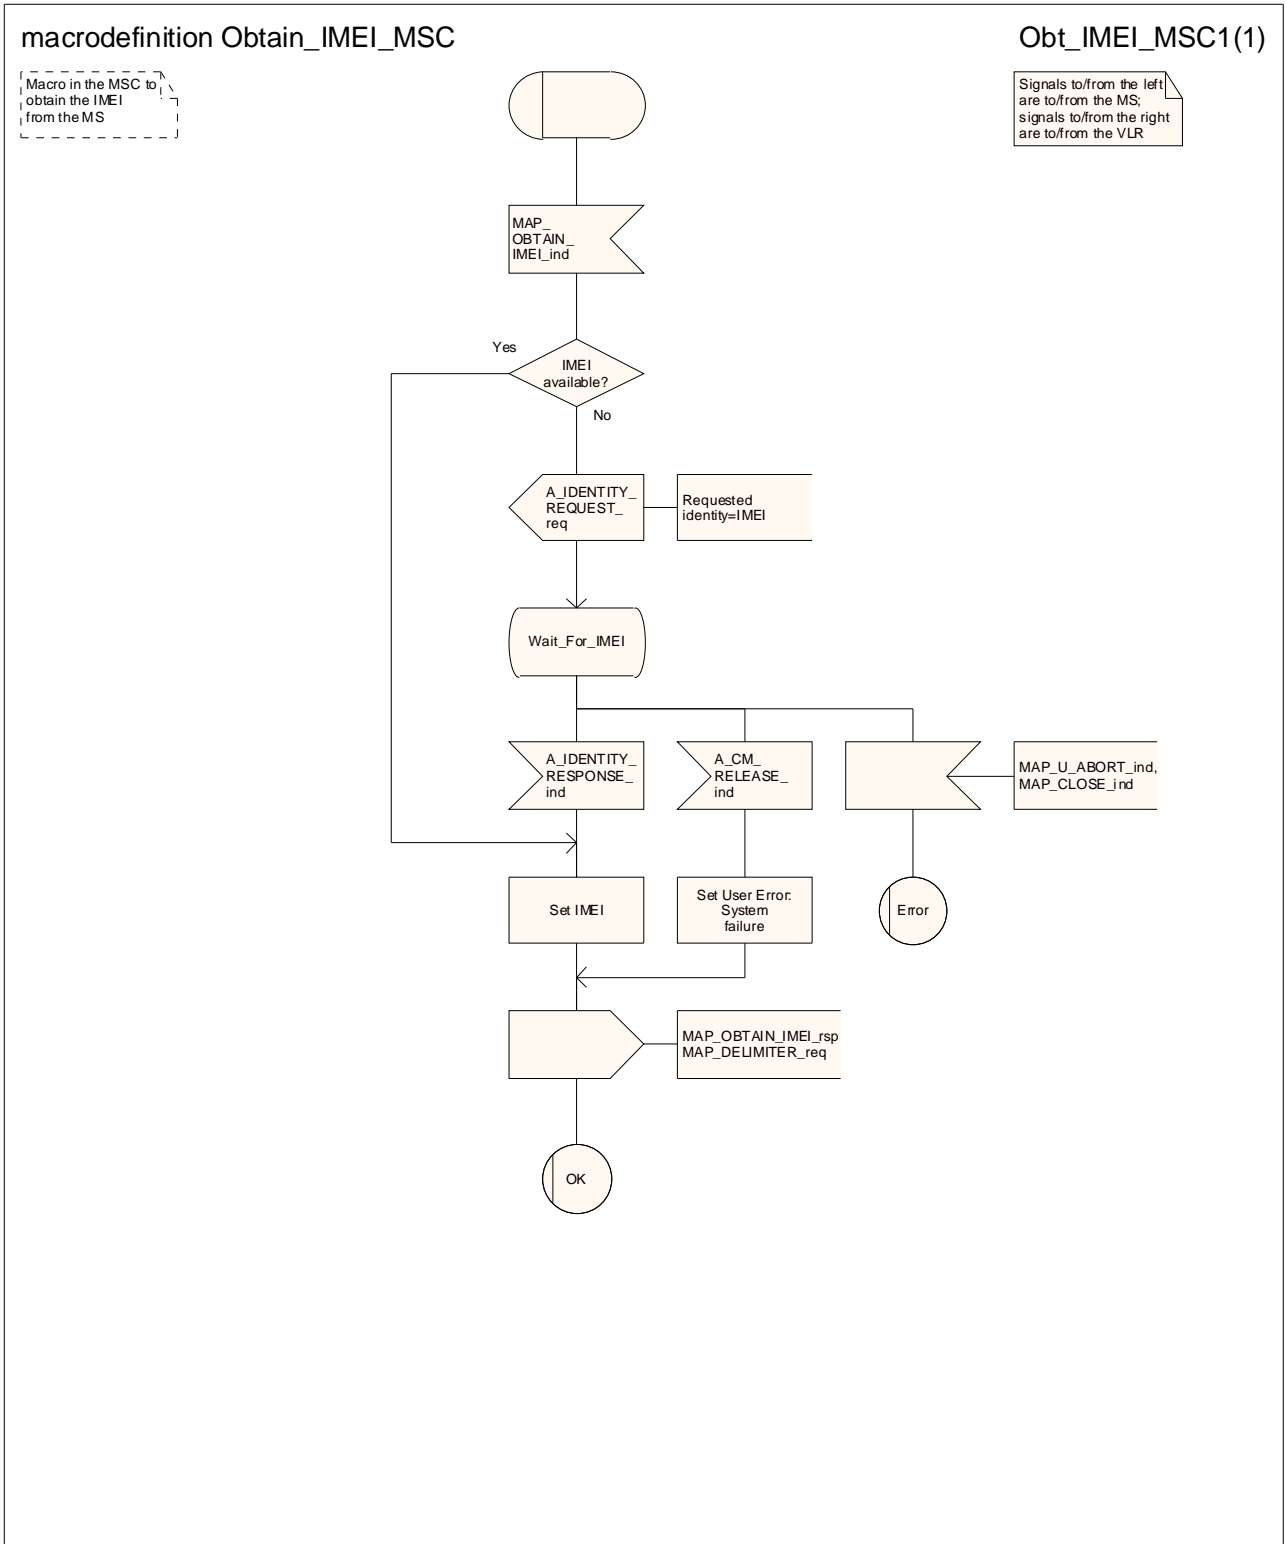 macrodefinition Obtain_IMEI_MSC
Obt_IMEI_MSC1(1)
Macro in the MSC to
obtain the IMEI
from the MS
Signals to/from the left
are to/from the MS;
signals to/from the right
are to/from the VLR
MAP_
OBTAIN_
IMEI_ind
Yes
IMEI
available?
No
A_IDENTITY_
REQUEST_
req
Requested
identity=IMEI
Wait_For_IMEI
A_IDENTITY_
RESPONSE_
ind
A_CM_
RELEASE_
ind
MAP_U_ABORT_ind,
MAP_CLOSE_ind
Set IMEI
Set User Error:
System
failure
Error
MAP_OBTAIN_IMEI_rsp
MAP_DELIMITER_req
OK